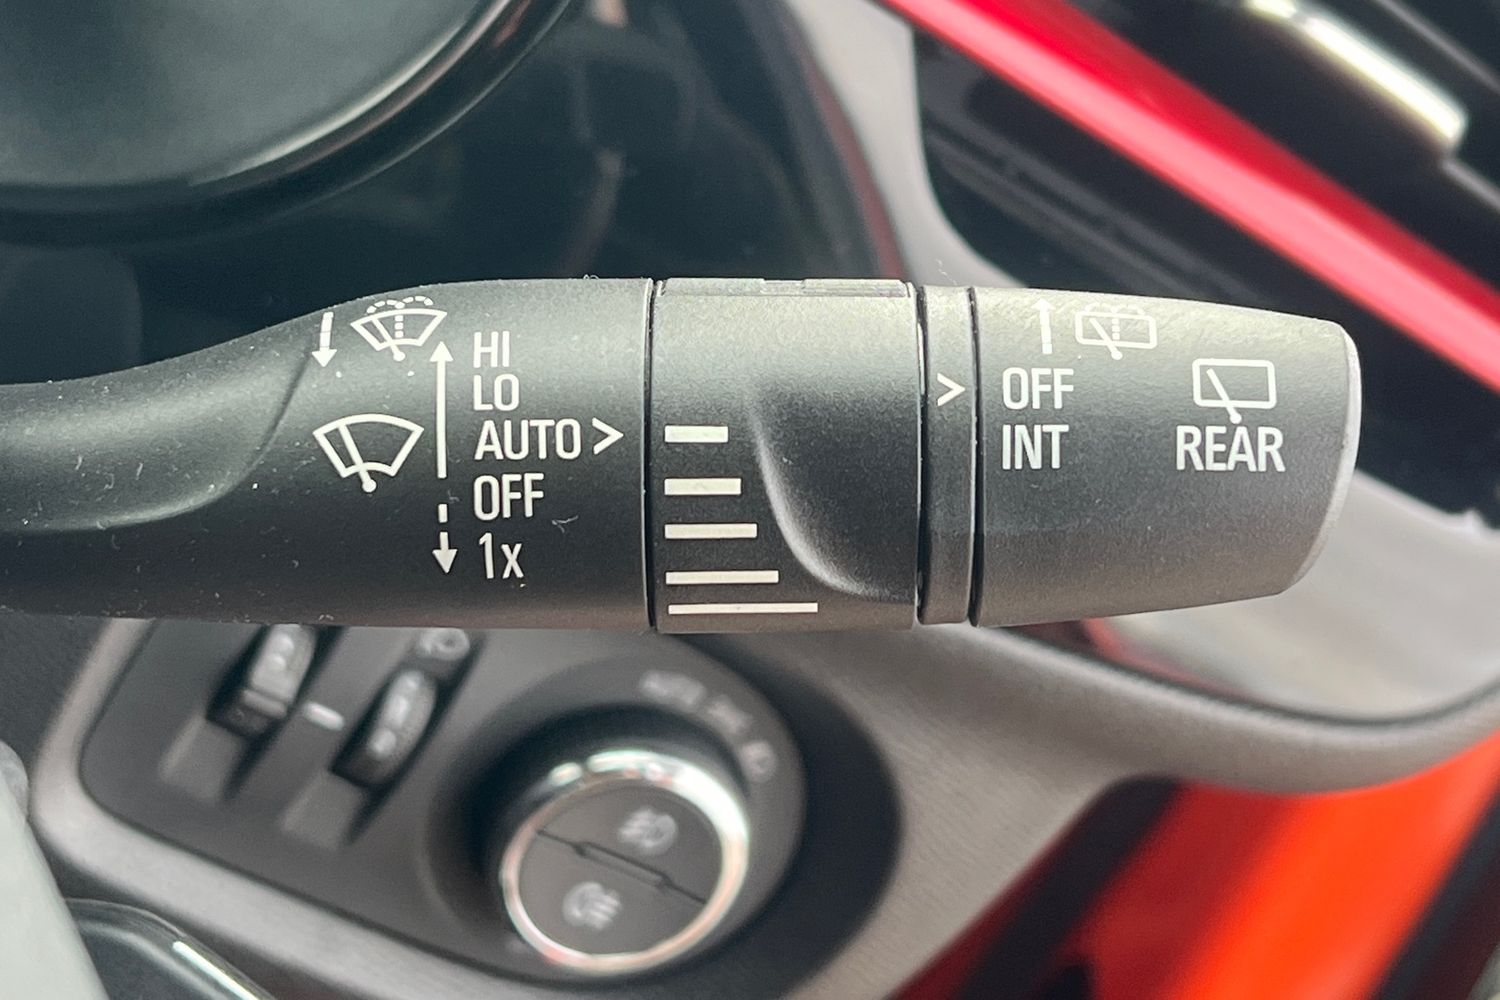 HI
LO
AUTO >
OFF
1x
> OFF
INT
REAR